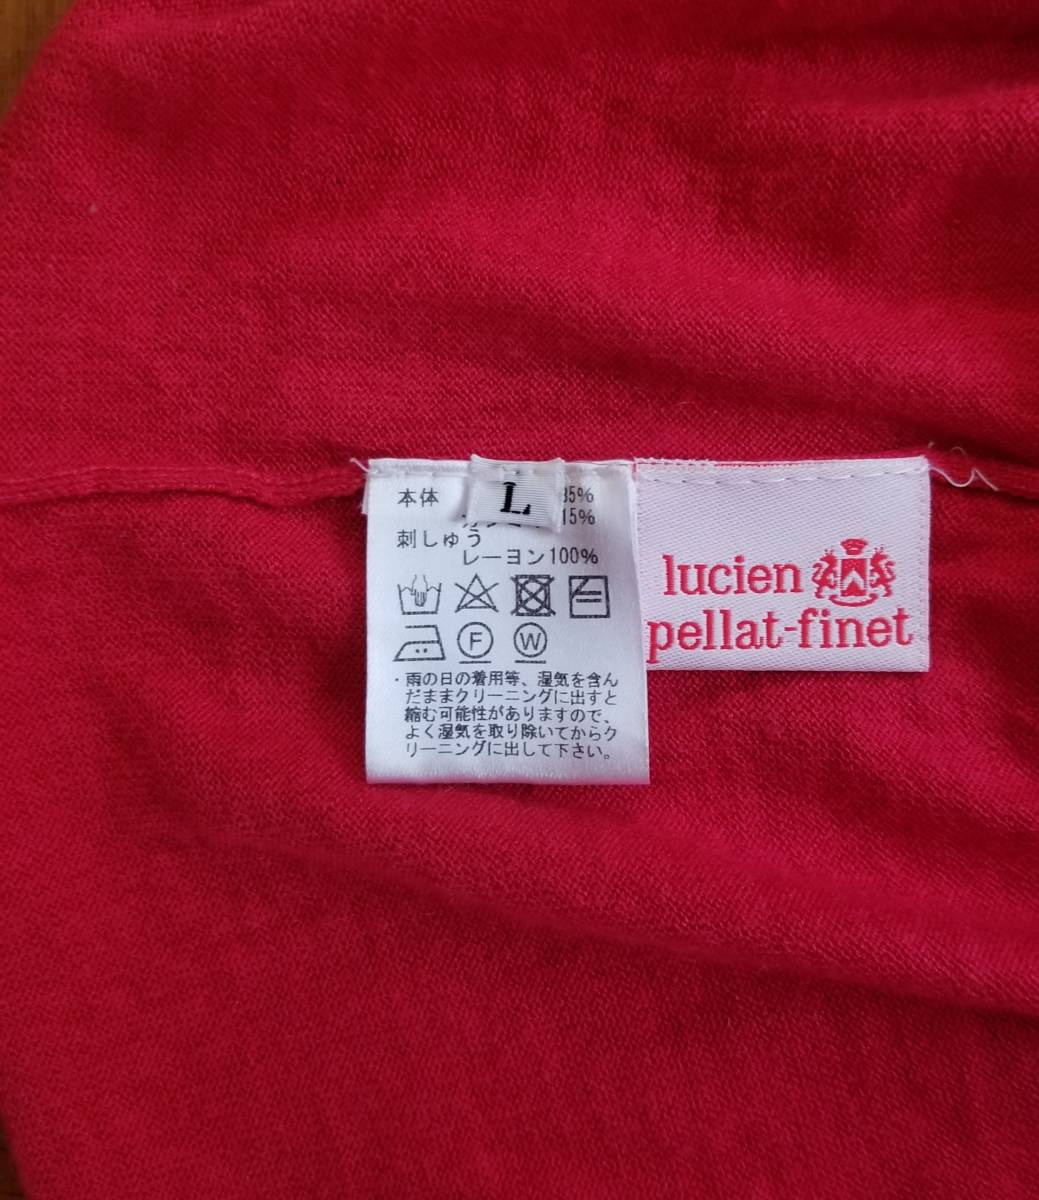 本体
L
85%
15%
刺しゅう
レーヨン100%
F
W
・雨の日の着用等、湿気を含ん
だままクリーニングに出すと
縮む可能性がありますので、
よく湿気を取り除いてからク
リーニングに出して下さい。
lucien
pellat-finet